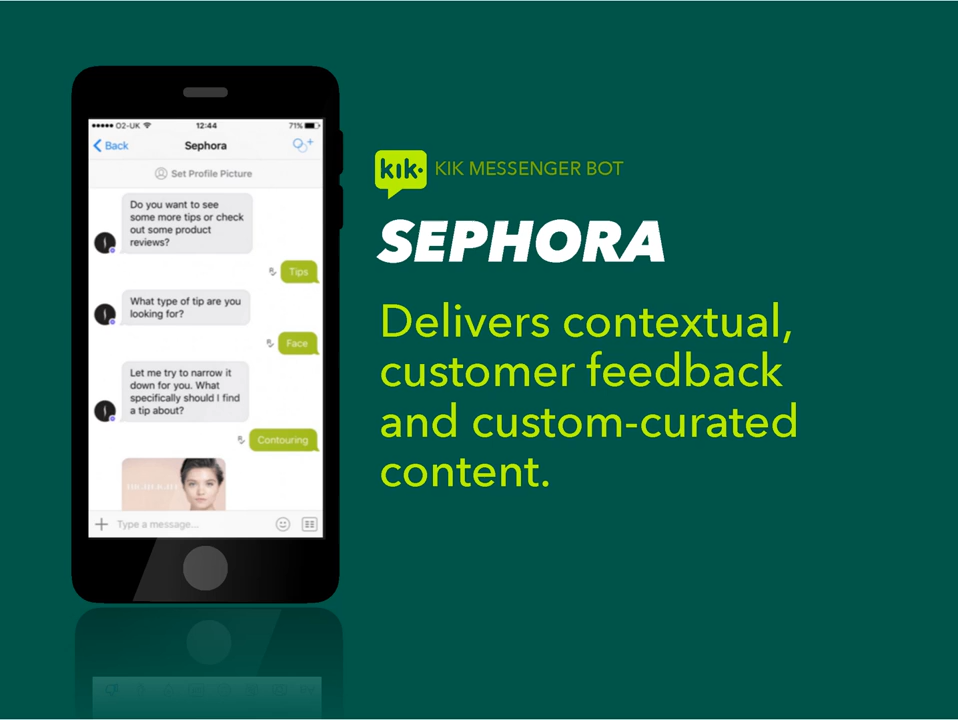 O2-UK 12:44 71%
Back Sephora
Set Profile Picture
Do you want to see
some more tips or check
out some product
reviews?
Tips
What type of tip are you
looking for?
Face
Let me try to narrow it
down for you. What
specifically should I find
a tip about?
Contouring
Type a message...
kik.
KIK MESSENGER BOT
SEPHORA
Delivers contextual,
customer feedback
and custom-curated
content.